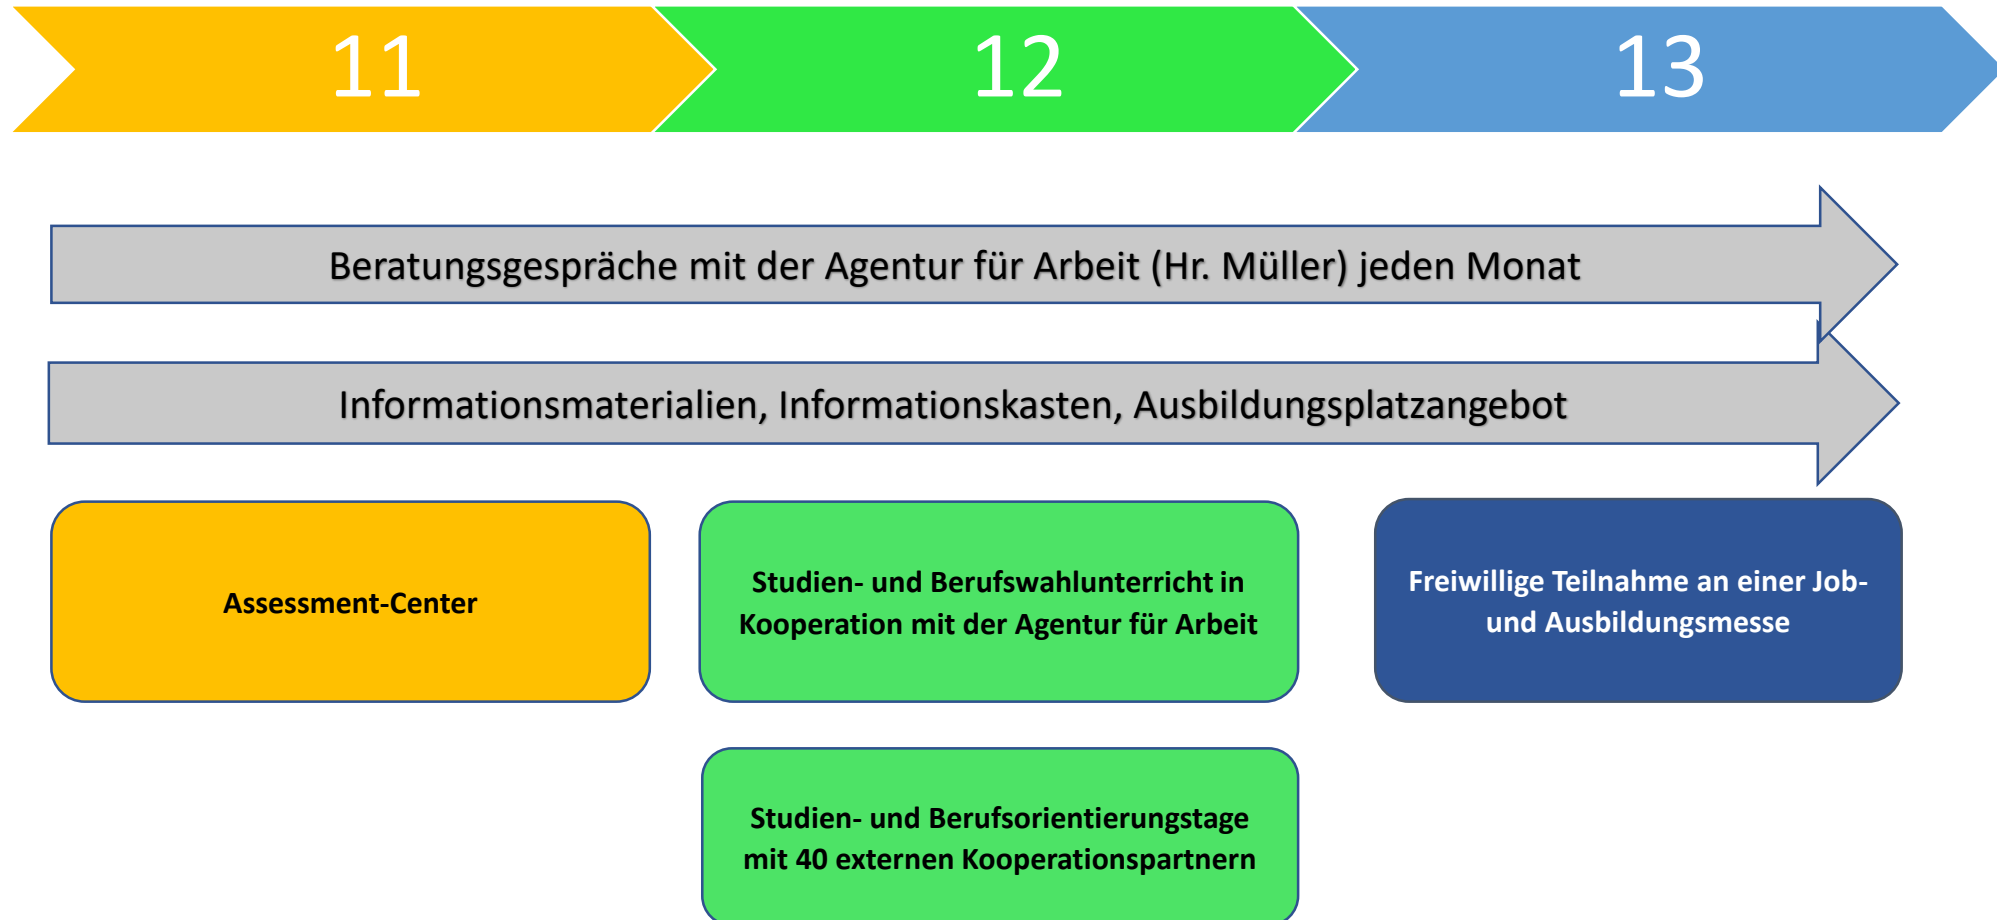 11
12
13
Beratungsgespräche mit der Agentur für Arbeit (Hr. Müller) jeden Monat
Informationsmaterialien, Informationskasten, Ausbildungsplatzangebot
Assessment-Center
Studien- und Berufswahlunterricht in
Kooperation mit der Agentur für Arbeit
Freiwillige Teilnahme an einer Job-
und Ausbildungsmesse
Studien- und Berufsorientierungstage
mit 40 externen Kooperationspartnern